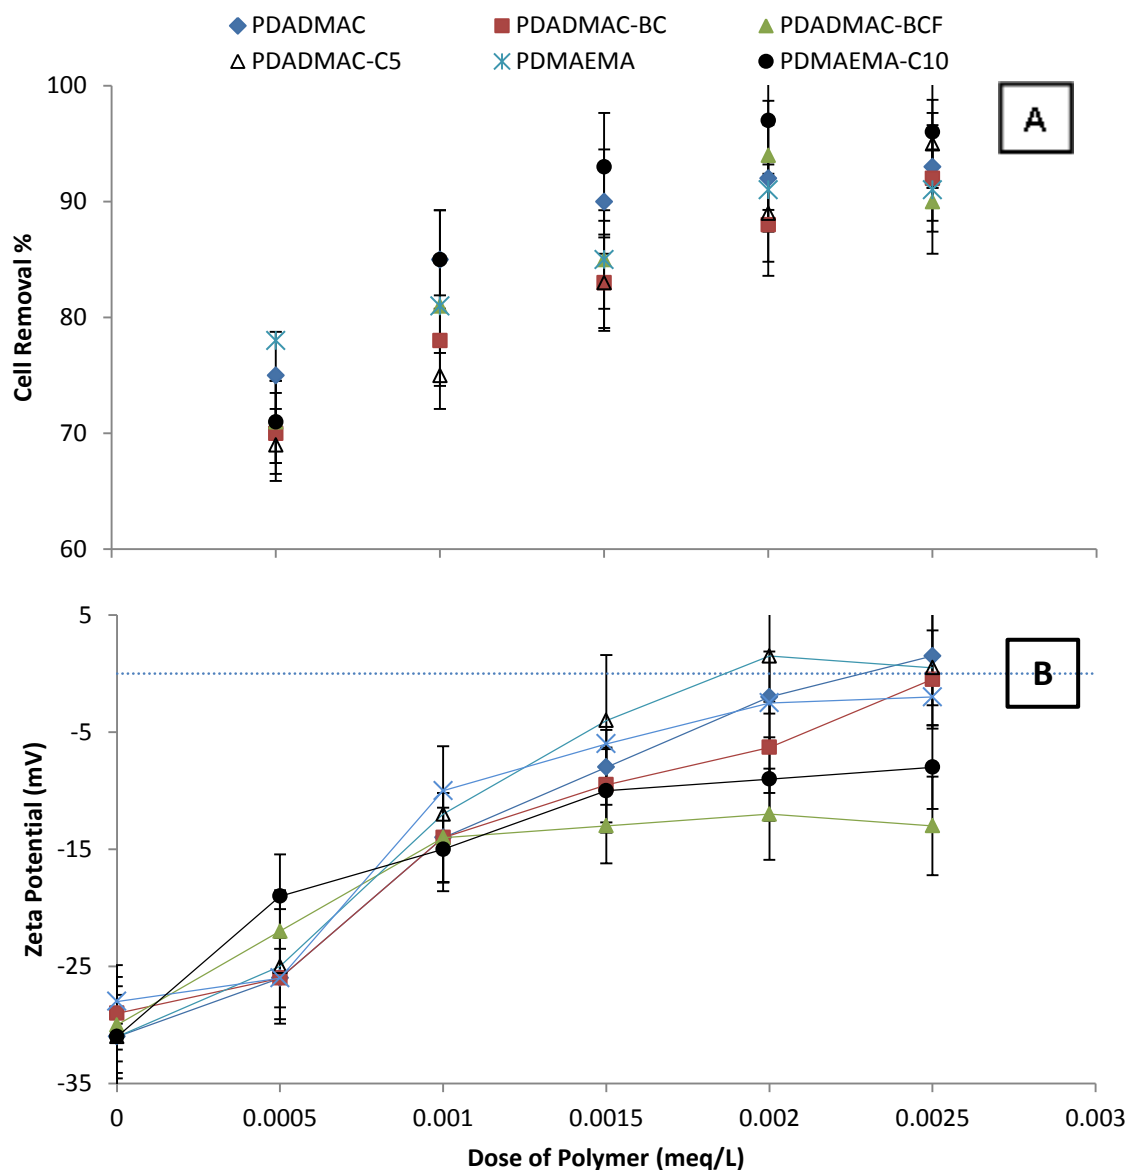 PDADMAC PDADMAC-BC PDADMAC-BCF
PDADMAC-C5 PDMAEMA PDMAEMA-C10
A
100
90
80
70
60
Cell Removal %
B
5
-5
-15
-25
-35
Zeta Potential (mV)
0 0.0005 0.001 0.0015 0.002 0.0025 0.003
Dose of Polymer (meq/L)